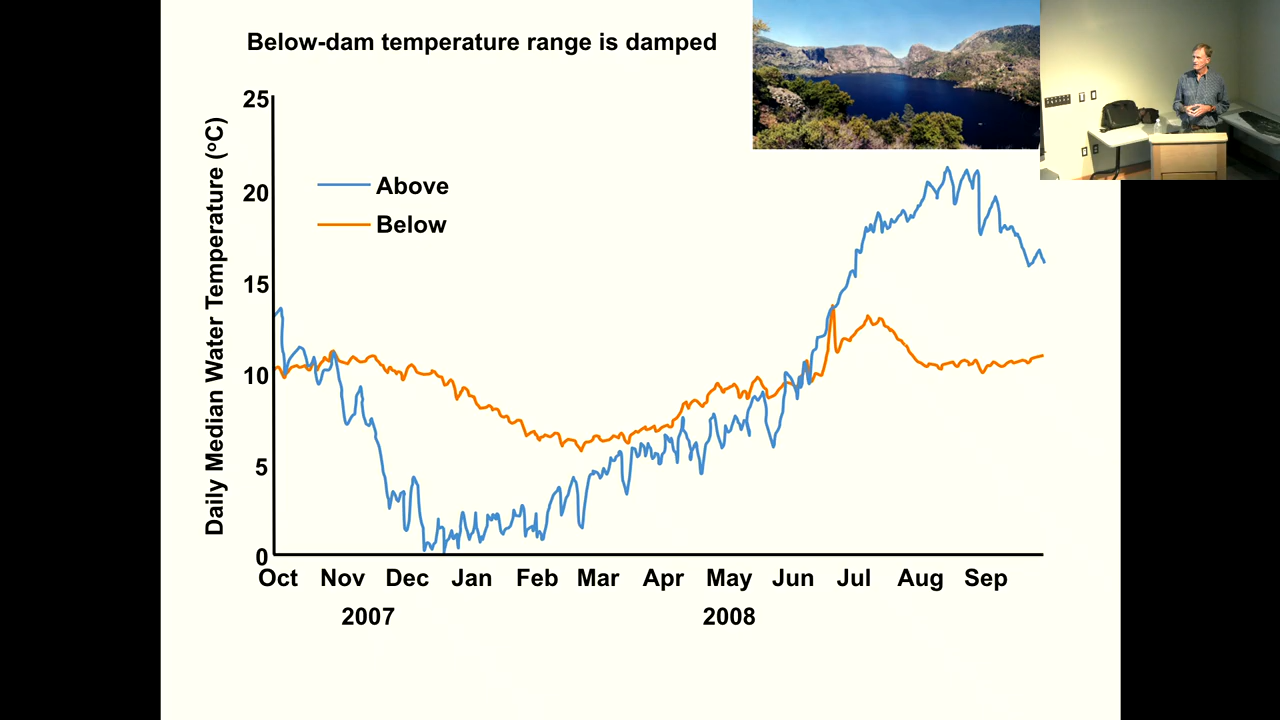 Below-dam temperature range is damped
Daily Median Water Temperature (ºC)
25
20
15
10
5
0
Above
Below
Oct Nov Dec Jan Feb Mar Apr May Jun Jul Aug Sep
2007 2008